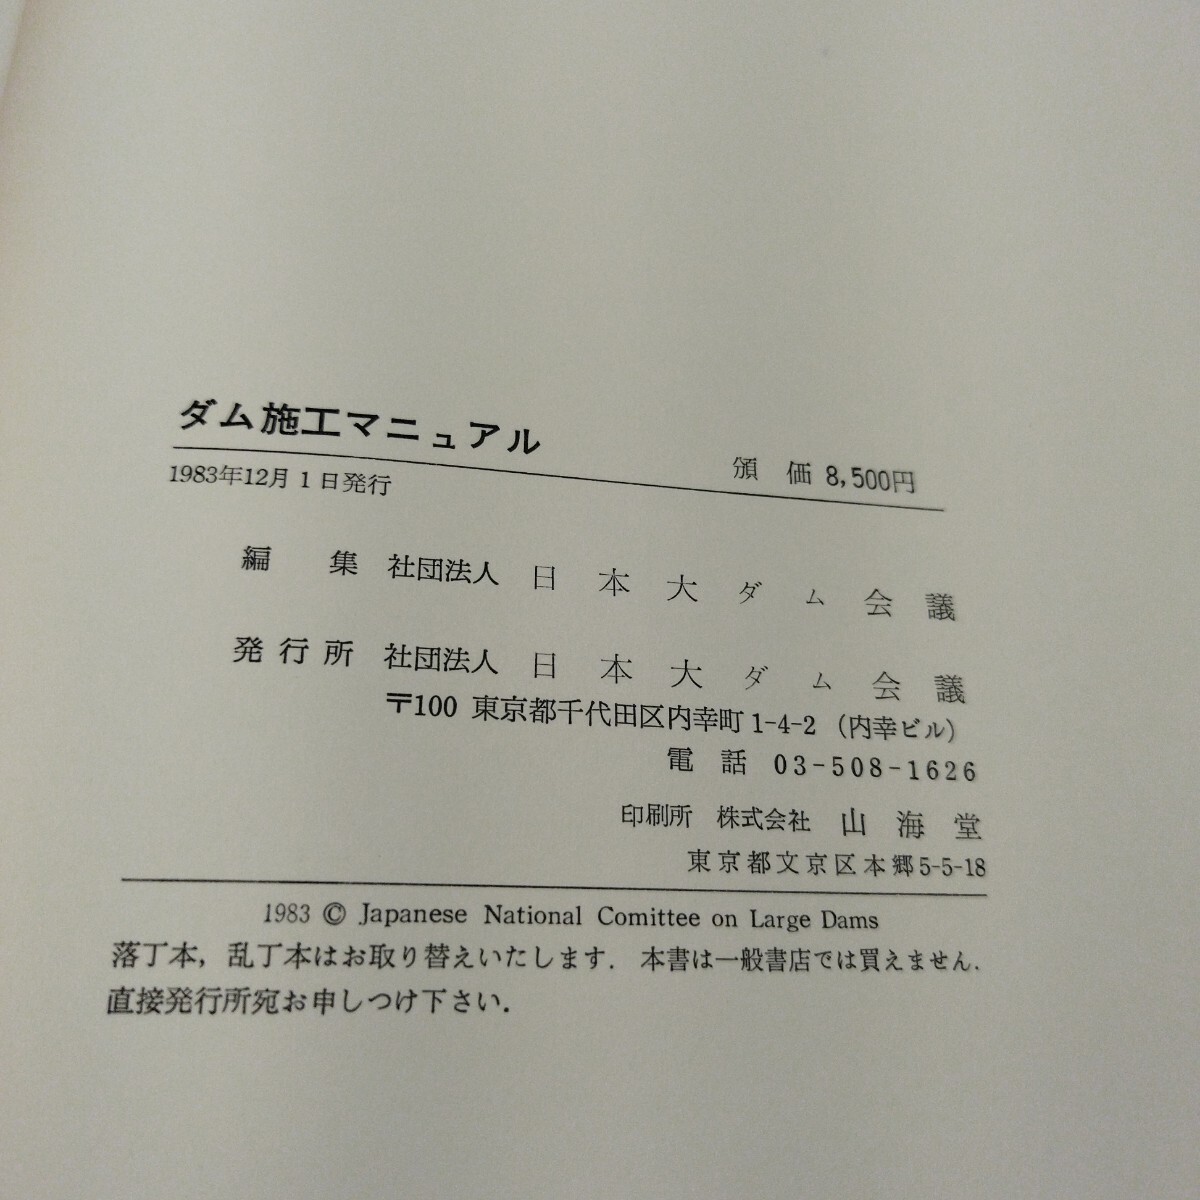 ダム施工マニュアル
1983年12月1日発行 頒価 8,500円
編集 社団法人 日本大ダム会議
発行所 社団法人 日本大ダム会議
〒100 東京都千代田区内幸町1-4-2 (内幸ビル)
電話 03-508-1626
印刷所 株式会社 山海堂
東京都文京区本郷5-5-18
1983 © Japanese National Comittee on Large Dams
落丁本, 乱丁本はお取り替えいたします. 本書は一般書店では買えません.
直接発行所宛お申しつけ下さい.